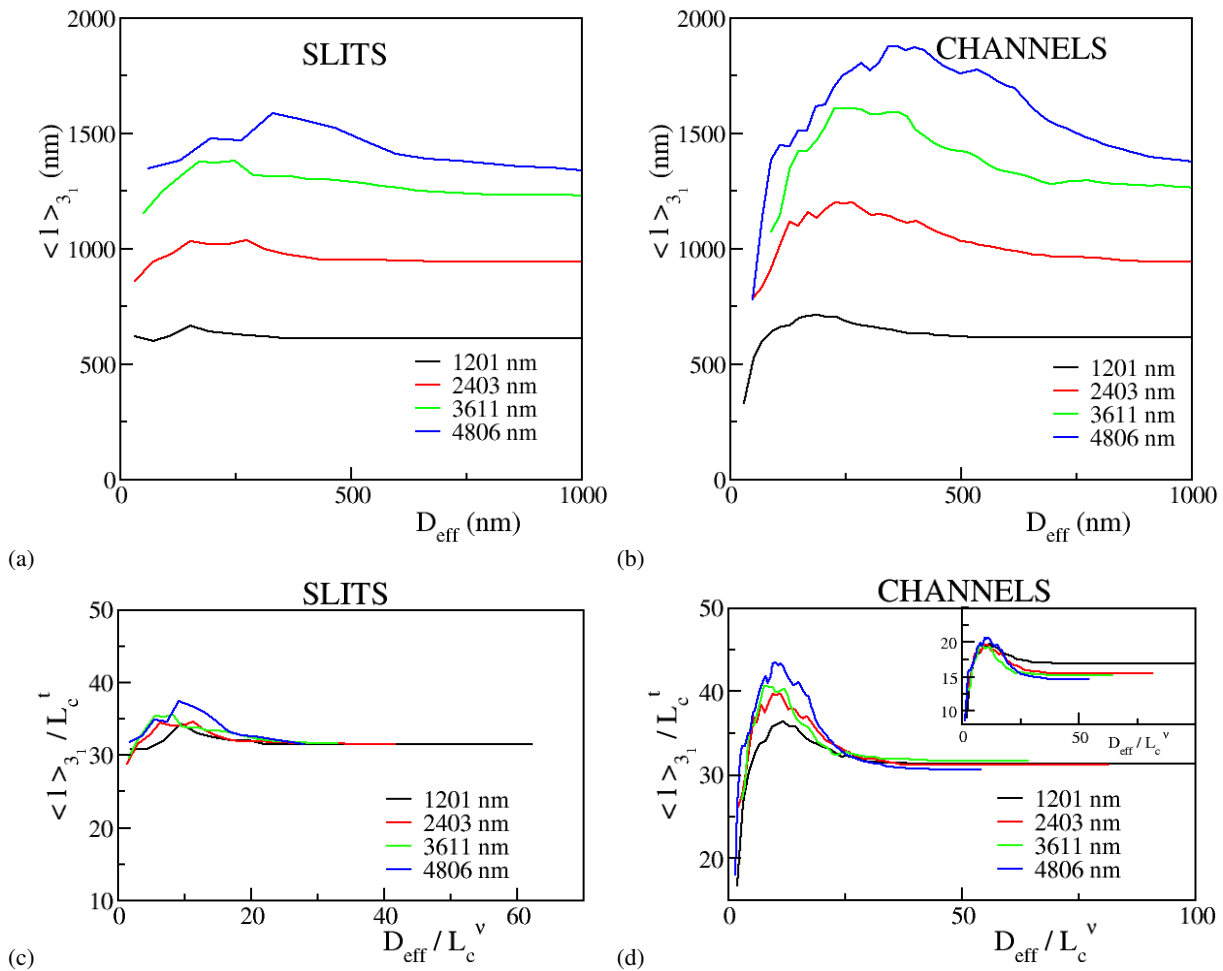 SLITS
2000
1500
1000
500
0
< l >₃₁ (nm)
1201 nm
2403 nm
3611 nm
4806 nm
0 500 1000
D_eff (nm)
(a)
CHANNELS
2000
1500
1000
500
0
< l >₃₁ (nm)
1201 nm
2403 nm
3611 nm
4806 nm
0 500 1000
D_eff (nm)
(b)
SLITS
50
40
30
20
10
< l >₃₁ / L_c^t
1201 nm
2403 nm
3611 nm
4806 nm
0 20 40 60
D_eff / L_c^ν
(c)
CHANNELS
50
40
30
20
< l >₃₁ / L_c^t
25
20
15
10
0 50
D_eff / L_c^ν
1201 nm
2403 nm
3611 nm
4806 nm
0 50 100
D_eff / L_c^ν
(d)